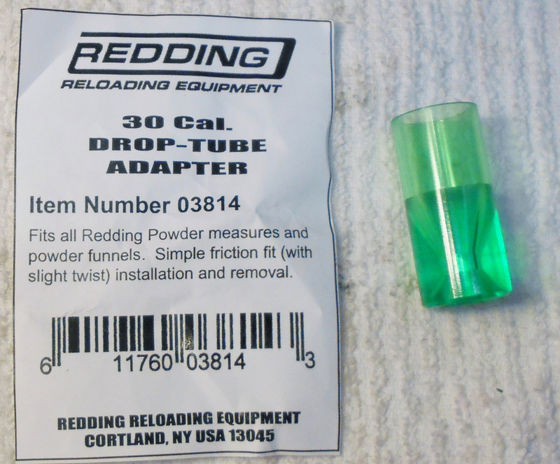 REDDING
RELOADING EQUIPMENT
30 Cal.
DROP-TUBE
ADAPTER
Item Number 03814
Fits all Redding Powder measures and
powder funnels. Simple friction fit (with
slight twist) installation and removal.
6 11760 03814 3
REDDING RELOADING EQUIPMENT
CORTLAND, NY USA 13045